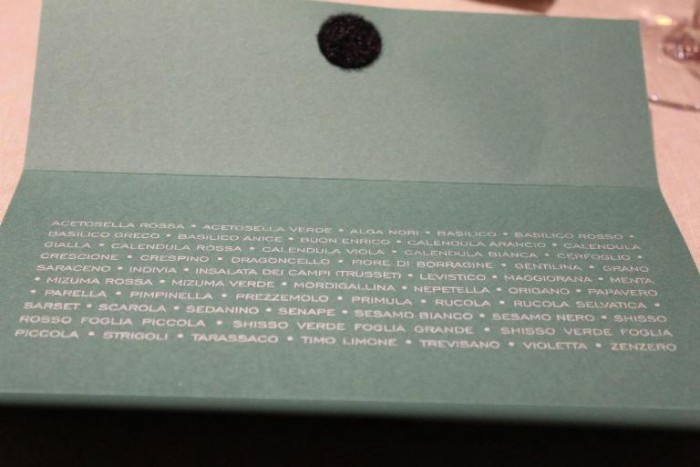 ACETOSELLA ROSSA • ACETOSELLA VERDE • ALGA NORI • BASILICO • BASILICO ROSSO •
BASILICO GRECO • BASILICO ANICE • BUON ENRICO • CALENDULA ARANCIO • CALENDULA
GIALLA • CALENDULA ROSSA • CALENDULA VIOLA • CALENDULA BIANCA • CERFOGLIO •
CRESCIONE • CRESPINO • DRAGONCELLO • FIORE DI BORRAGINE • GENTILINA • GRANO
SARACENO • INDIVIA • INSALATA DEI CAMPI (TRUSSET) • LEVISTICO • MAGGIORANA • MENTA
• MIZUMA ROSSA • MIZUMA VERDE • MORDIGALLINA • NEPETELLA • ORIGANO • PAPAVERO
• PARELLA • PIMPINELLA • PREZZEMOLO • PRIMULA • RUCOLA • RUCOLA SELVATICA •
SARSET • SCAROLA • SEDANINO • SENAPE • SESAMO BIANCO • SESAMO NERO • SHISO
ROSSO FOGLIA PICCOLA • SHISSO VERDE FOGLIA GRANDE • SHISSO VERDE FOGLIA
PICCOLA • STRIGOLI • TARASSACO • TIMO LIMONE • TREVISANO • VIOLETTA • ZENZERO